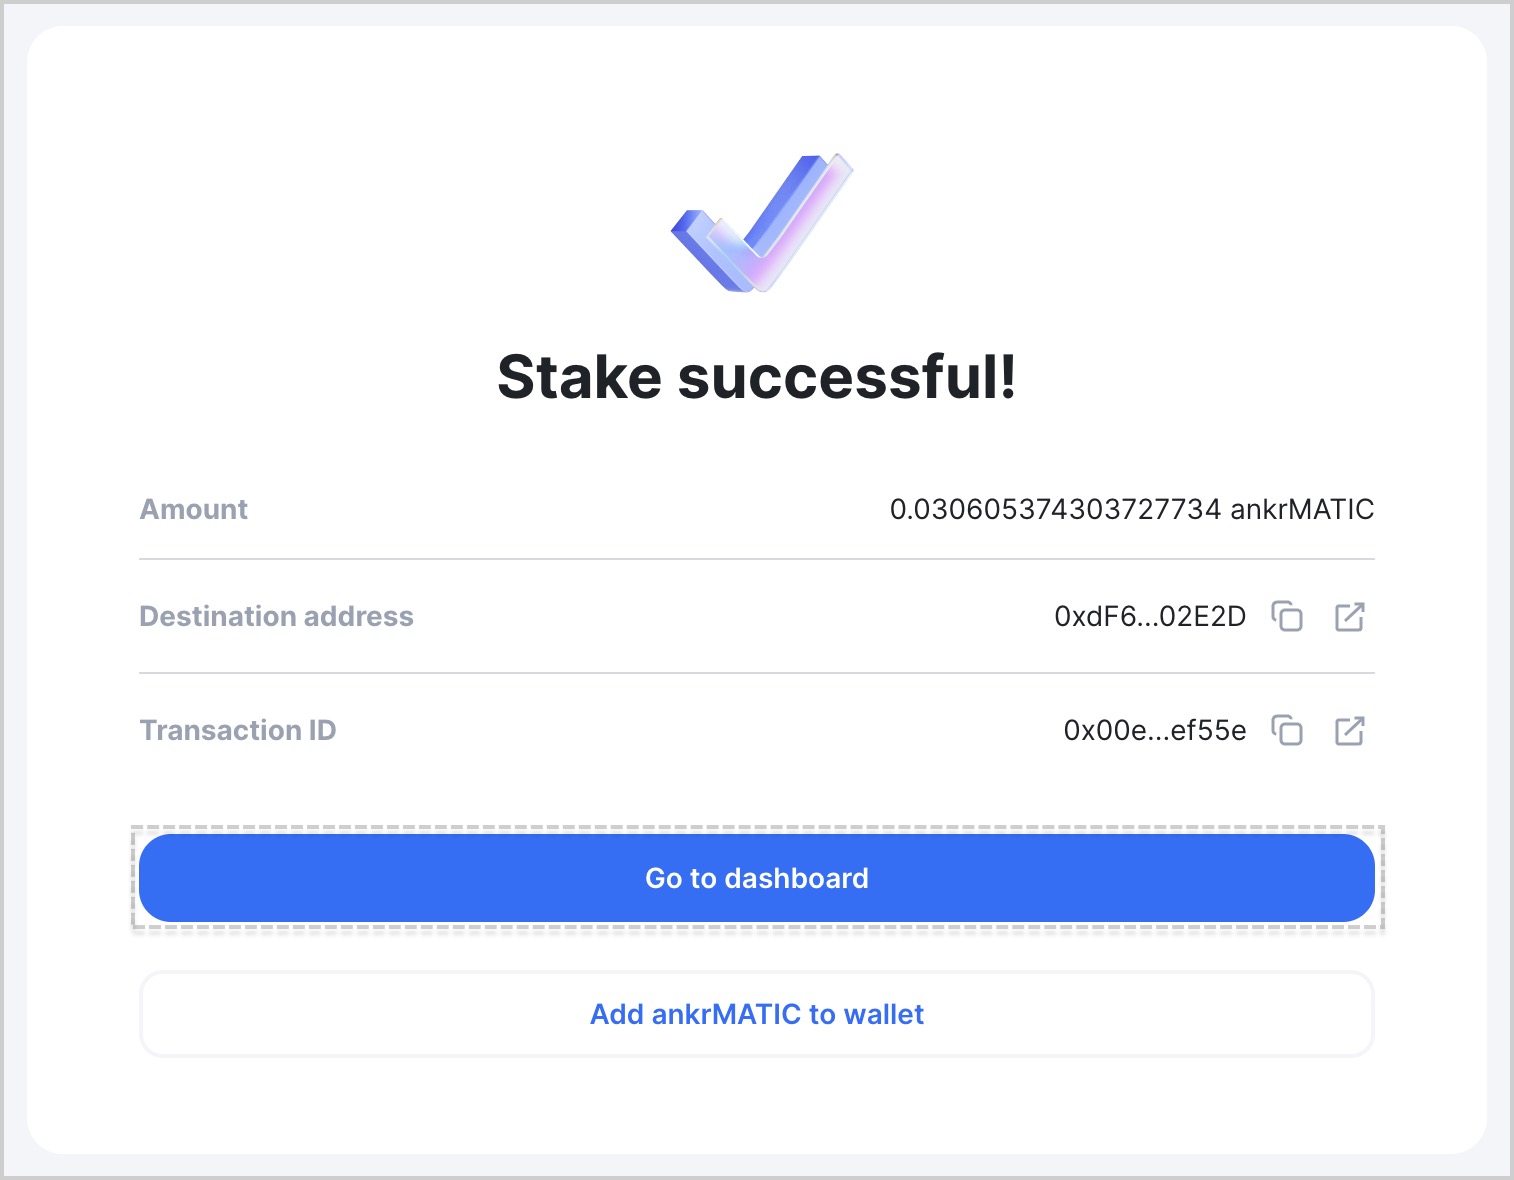 Stake successful!
Amount 0.030605374303727734 ankrMATIC
Destination address 0xdF6...02E2D
Transaction ID 0x00e...ef55e
Go to dashboard
Add ankrMATIC to wallet